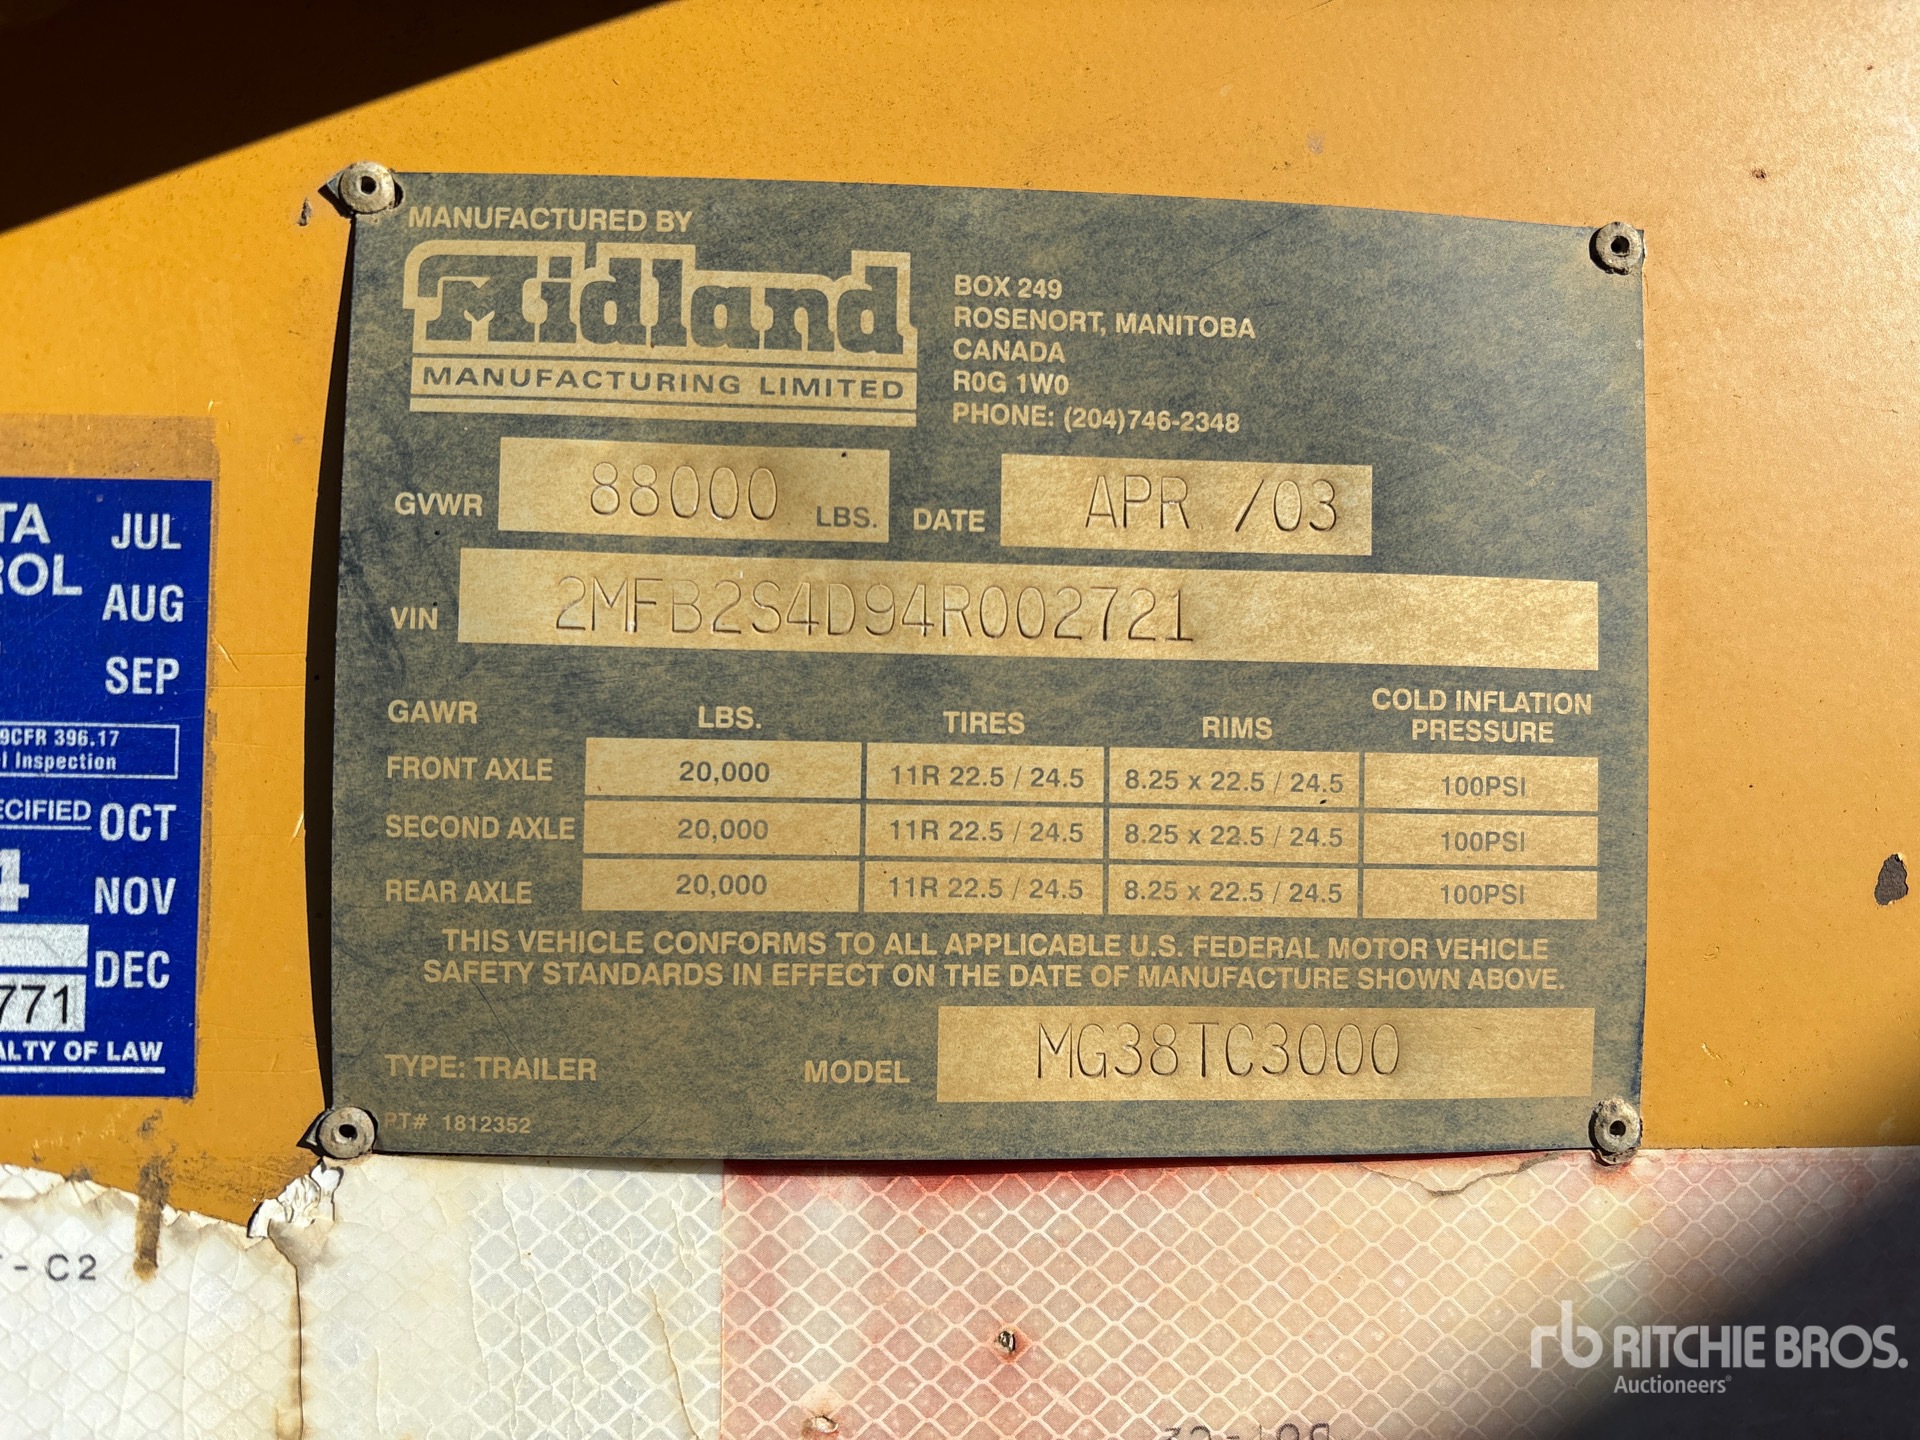 MANUFACTURED BY
Midland
MANUFACTURING LIMITED
BOX 249
ROSENORT, MANITOBA
CANADA
R0G 1W0
PHONE: (204)746-2348
GVWR 88000 LBS. DATE APR /03
VIN 2MFB2S4D94R002721
GAWR LBS. TIRES RIMS COLD INFLATION PRESSURE
FRONT AXLE 20,000 11R 22.5 / 24.5 8.25 x 22.5 / 24.5 100PSI
SECOND AXLE 20,000 11R 22.5 / 24.5 8.25 x 22.5 / 24.5 100PSI
REAR AXLE 20,000 11R 22.5 / 24.5 8.25 x 22.5 / 24.5 100PSI
THIS VEHICLE CONFORMS TO ALL APPLICABLE U.S. FEDERAL MOTOR VEHICLE
SAFETY STANDARDS IN EFFECT ON THE DATE OF MANUFACTURE SHOWN ABOVE.
TYPE: TRAILER MODEL MG38TC3000
PT# 1812352
TA JUL
ROL AUG
SEP
9CFR 396.17
l Inspection
ECIFIED OCT
4 NOV
DEC
771
ALTY OF LAW
- C2
rb RITCHIE BROS.
Auctioneers